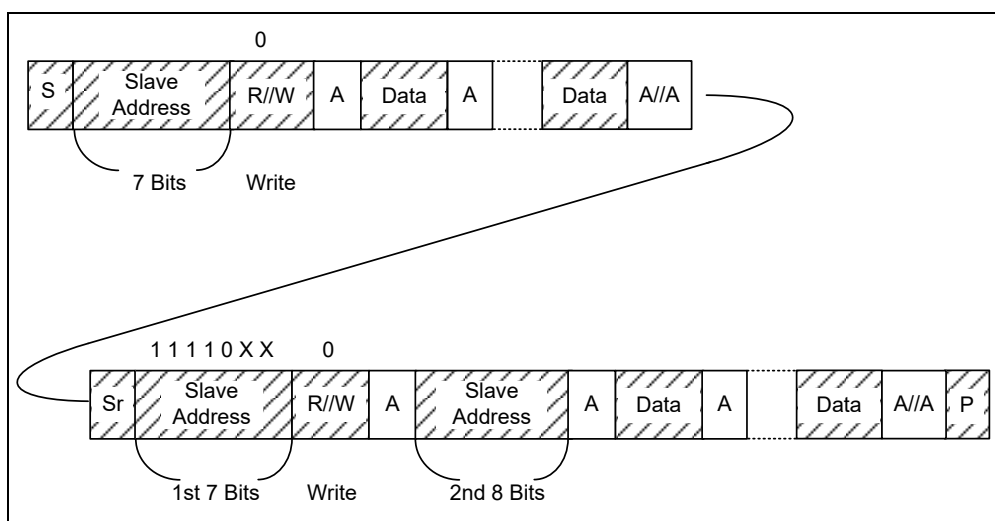 0
S Slave Address R//W A Data A Data A//A
7 Bits Write
1 1 1 1 0 X X 0
Sr Slave Address R//W A Slave Address A Data A Data A//A P
1st 7 Bits Write 2nd 8 Bits